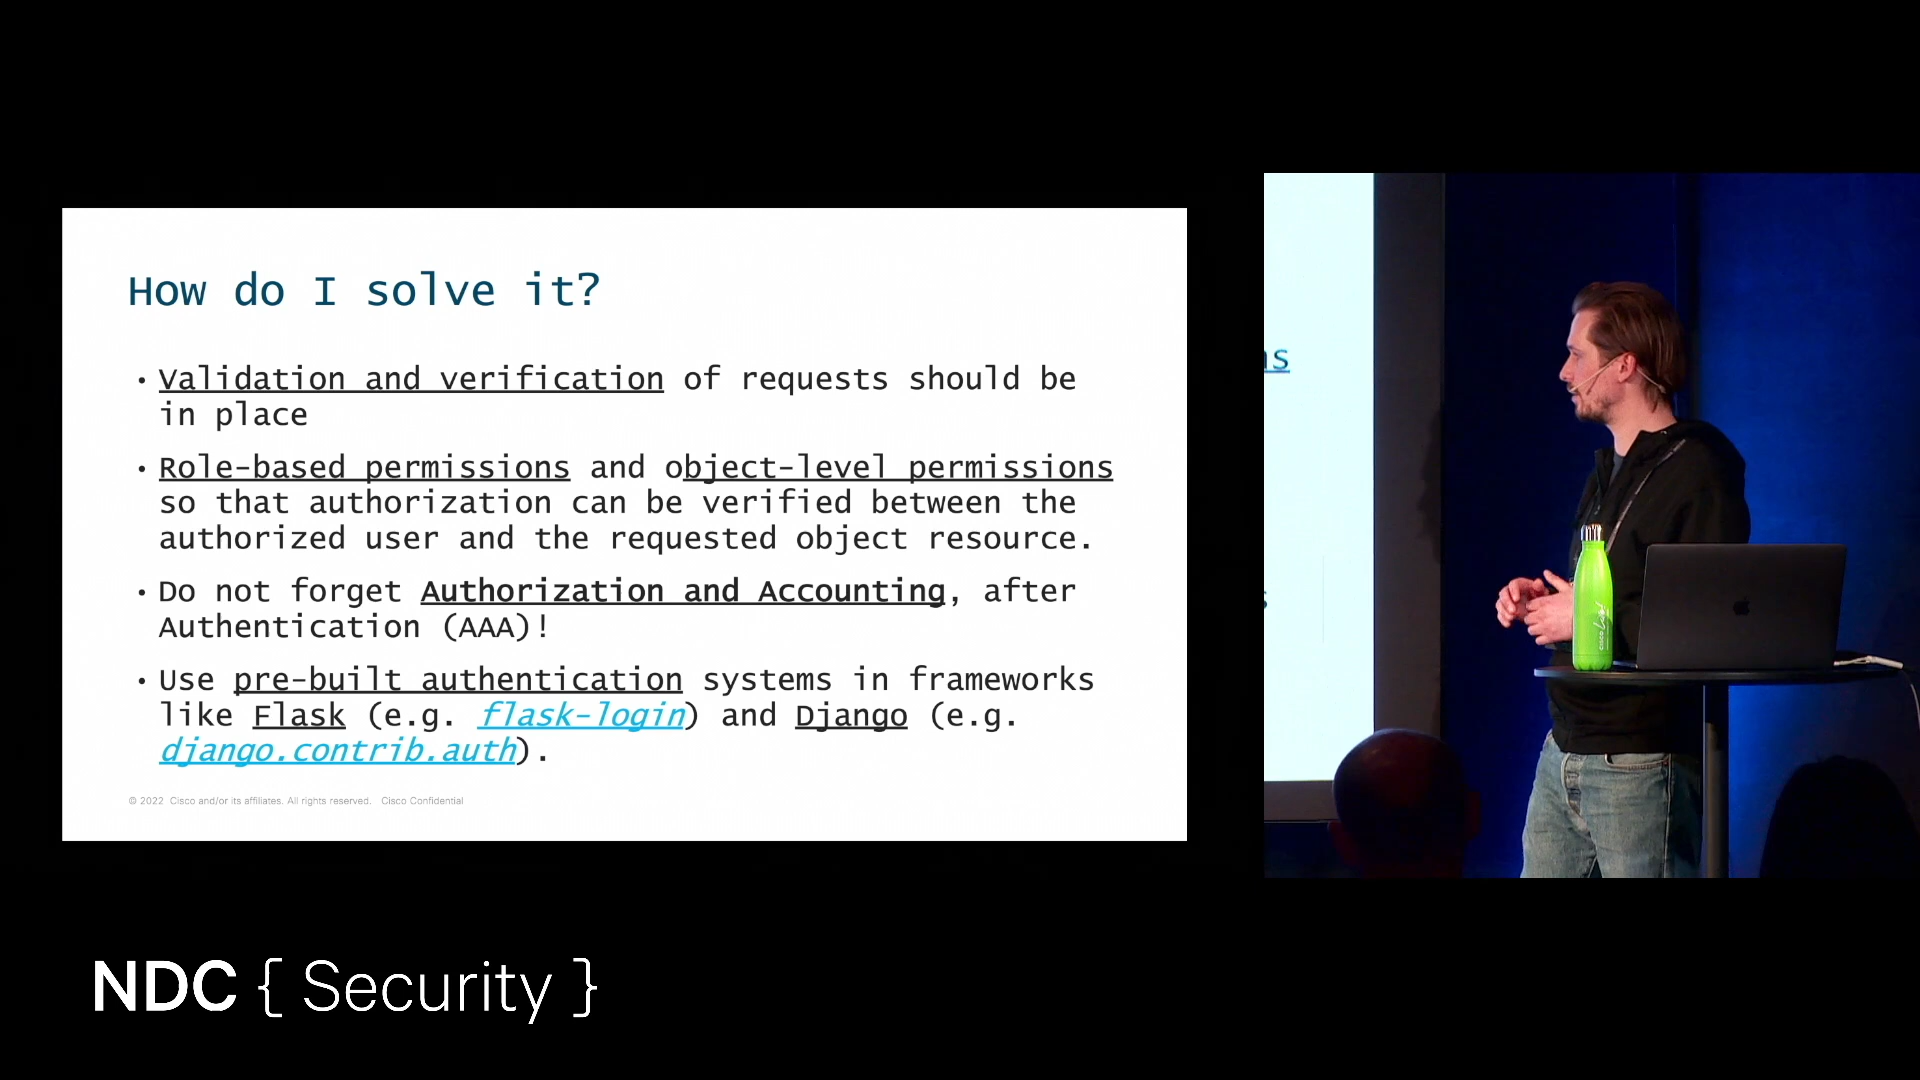 How do I solve it?
• Validation and verification of requests should be
in place
• Role-based permissions and object-level permissions
so that authorization can be verified between the
authorized user and the requested object resource.
• Do not forget Authorization and Accounting, after
Authentication (AAA)!
• Use pre-built authentication systems in frameworks
like Flask (e.g. flask-login) and Django (e.g.
django.contrib.auth).
© 2022 Cisco and/or its affiliates. All rights reserved. Cisco Confidential
ns
s
CISCO Live!
NDC { Security }